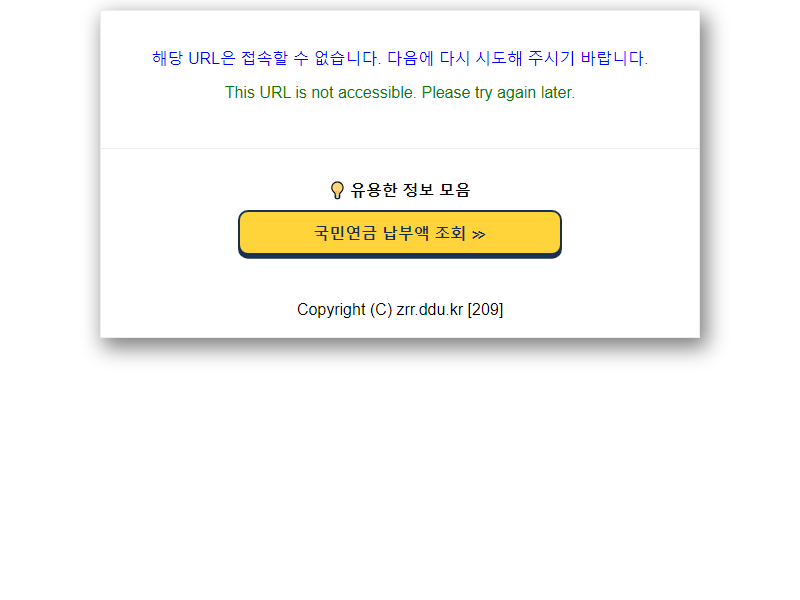 해당 URL은 접속할 수 없습니다. 다음에 다시 시도해 주시기 바랍니다.
This URL is not accessible. Please try again later.
유용한 정보 모음
국민연금 납부액 조회 ≫
Copyright (C) zrr.ddu.kr [209]